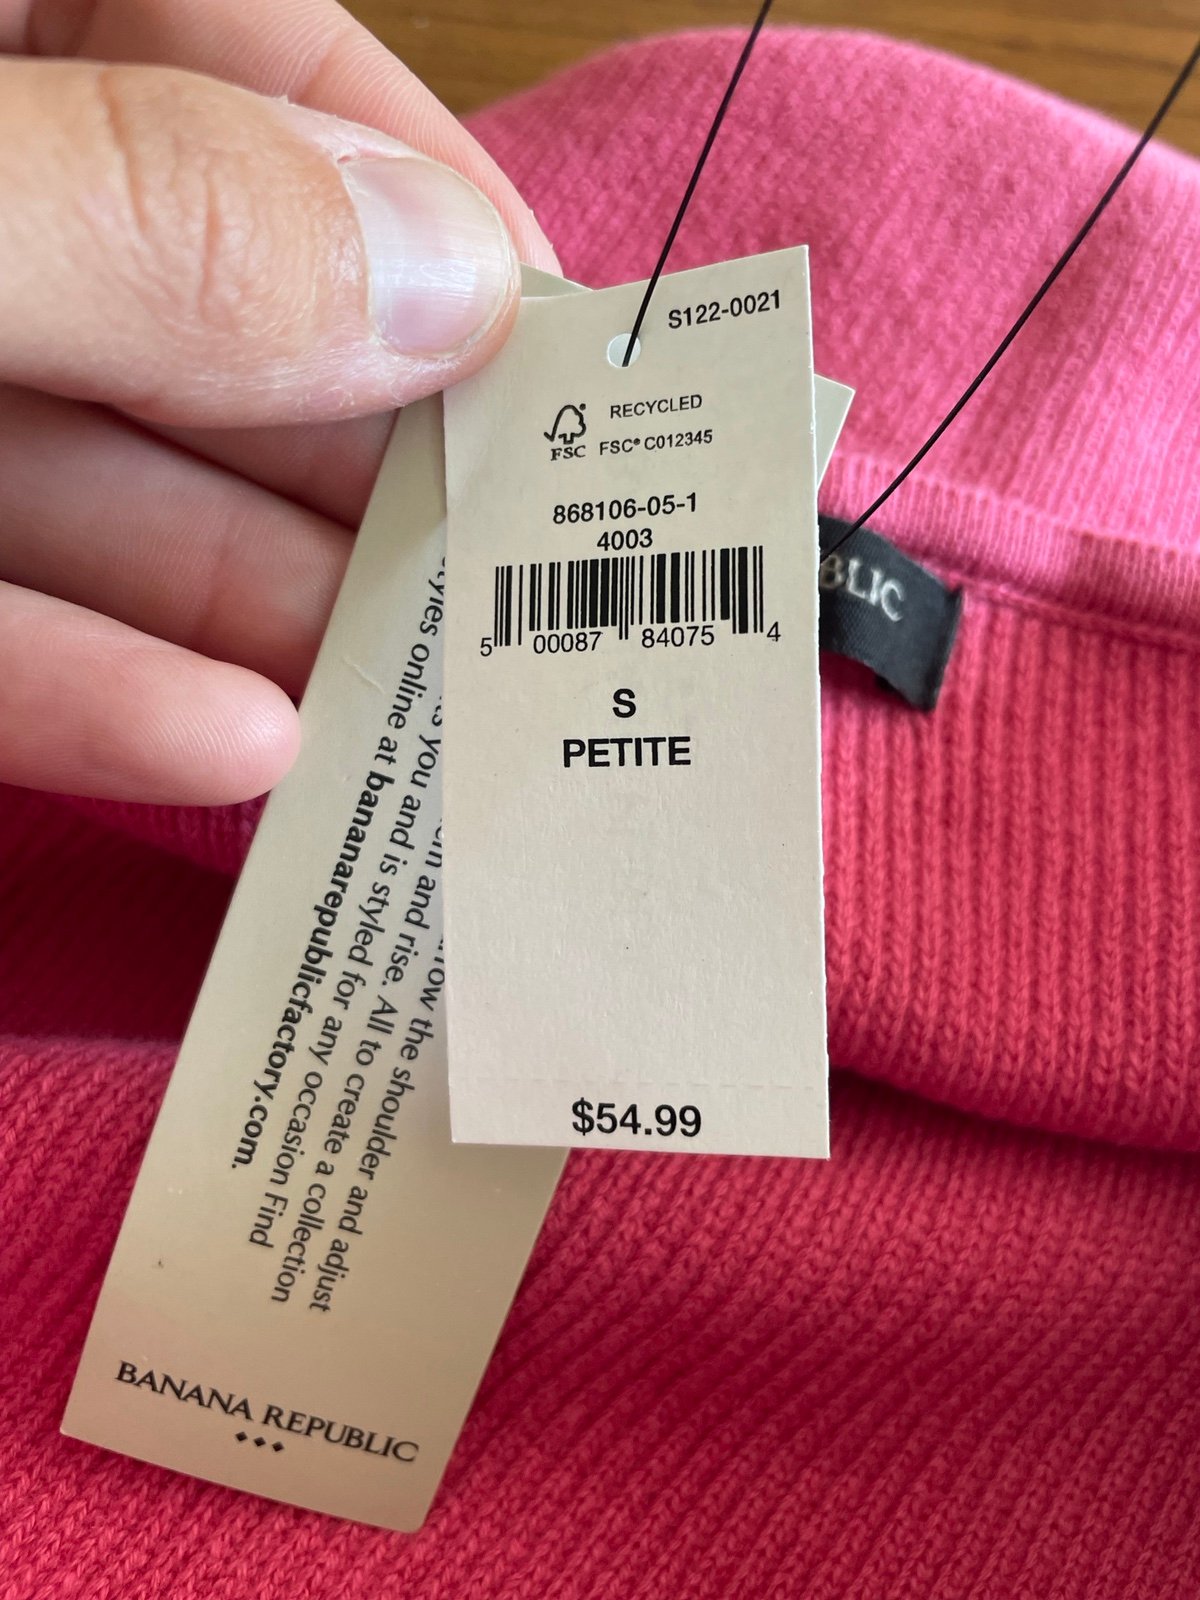 S122-0021
RECYCLED
FSC FSC® C012345
868106-05-1
4003
5 00087 84075 4
S
PETITE
$54.99
the shoulder and adjust
you and rise. All to create a collection
online at and is styled for any occasion Find
bananarepublicfactory.com.
BANANA REPUBLIC
BLIC